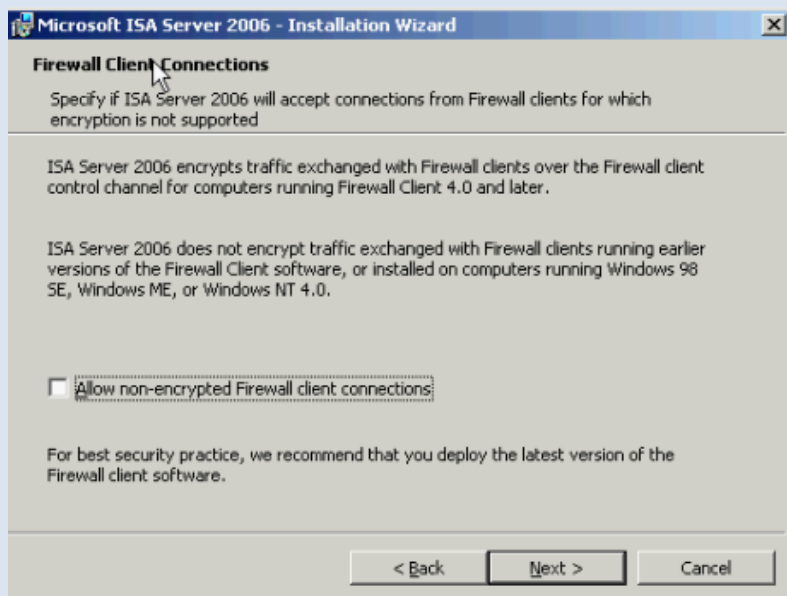 Microsoft ISA Server 2006 - Installation Wizard
Firewall Client Connections
Specify if ISA Server 2006 will accept connections from Firewall clients for which
encryption is not supported
ISA Server 2006 encrypts traffic exchanged with Firewall clients over the Firewall client
control channel for computers running Firewall Client 4.0 and later.
ISA Server 2006 does not encrypt traffic exchanged with Firewall clients running earlier
versions of the Firewall Client software, or installed on computers running Windows 98
SE, Windows ME, or Windows NT 4.0.
Allow non-encrypted Firewall client connections
For best security practice, we recommend that you deploy the latest version of the
Firewall client software.
< Back Next > Cancel